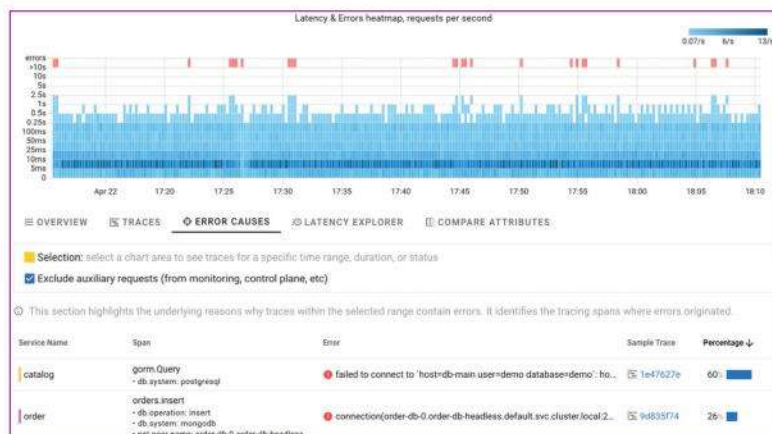 Latency & Errors heatmap, requests per second
0.07/s 6/s 13/s
errors
>10s
10s
5s
2.5s
1s
0.5s
0.25s
100ms
50ms
25ms
10ms
5ms
0
Apr 22 17:20 17:25 17:30 17:35 17:40 17:45 17:50 17:55 18:00 18:05 18:10
OVERVIEW TRACES ERROR CAUSES LATENCY EXPLORER COMPARE ATTRIBUTES
Selection: select a chart area to see traces for a specific time range, duration, or status
Exclude auxiliary requests (from monitoring, control plane, etc)
This section highlights the underlying reasons why traces within the selected range contain errors. It identifies the tracing spans where errors originated.
Service Name Span Error Sample Trace Percentage ↓
catalog gorm.Query failed to connect to `host=db-main user=demo database=demo`: ho... 1e47627e 60%
• db.system: postgresql
orders.insert
order • db.operation: insert connection(order-db-0.order-db-headless.default.svc.cluster.local:2... 9d835f74 26%
• db.system: mongodb